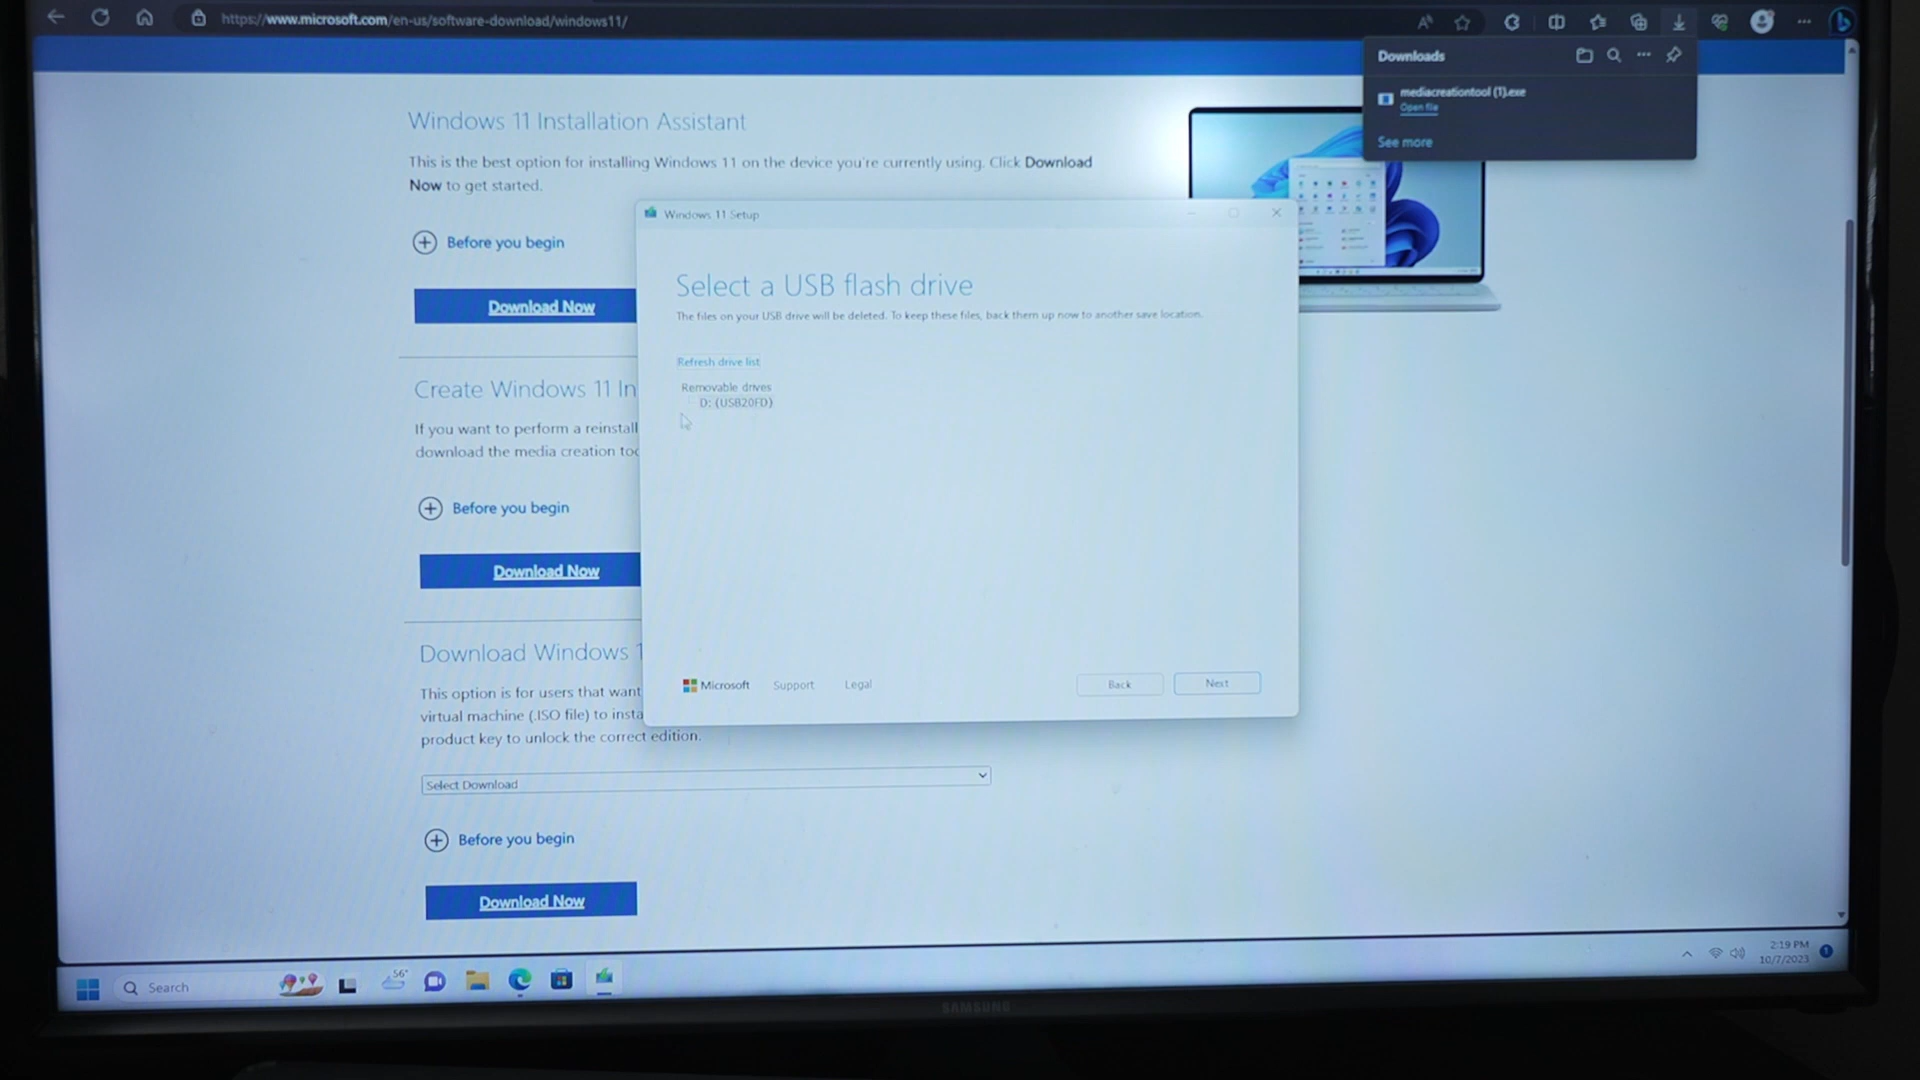 https://www.microsoft.com/en-us/software-download/windows11/
Downloads
mediacreationtool (1).exe
Open file
See more
Windows 11 Installation Assistant
This is the best option for installing Windows 11 on the device you're currently using. Click Download
Now to get started.
Before you begin
Download Now
Create Windows 11 In
If you want to perform a reinstall
download the media creation too
Before you begin
Download Now
Download Windows 1
This option is for users that want
virtual machine (.ISO file) to insta
product key to unlock the correct edition.
Select Download
Before you begin
Download Now
Windows 11 Setup
Select a USB flash drive
The files on your USB drive will be deleted. To keep these files, back them up now to another save location.
Refresh drive list
Removable drives
D: (USB20FD)
Microsoft
Support
Legal
Back
Next
Search
56°
2:19 PM
10/7/2023
1
SAMSUNG